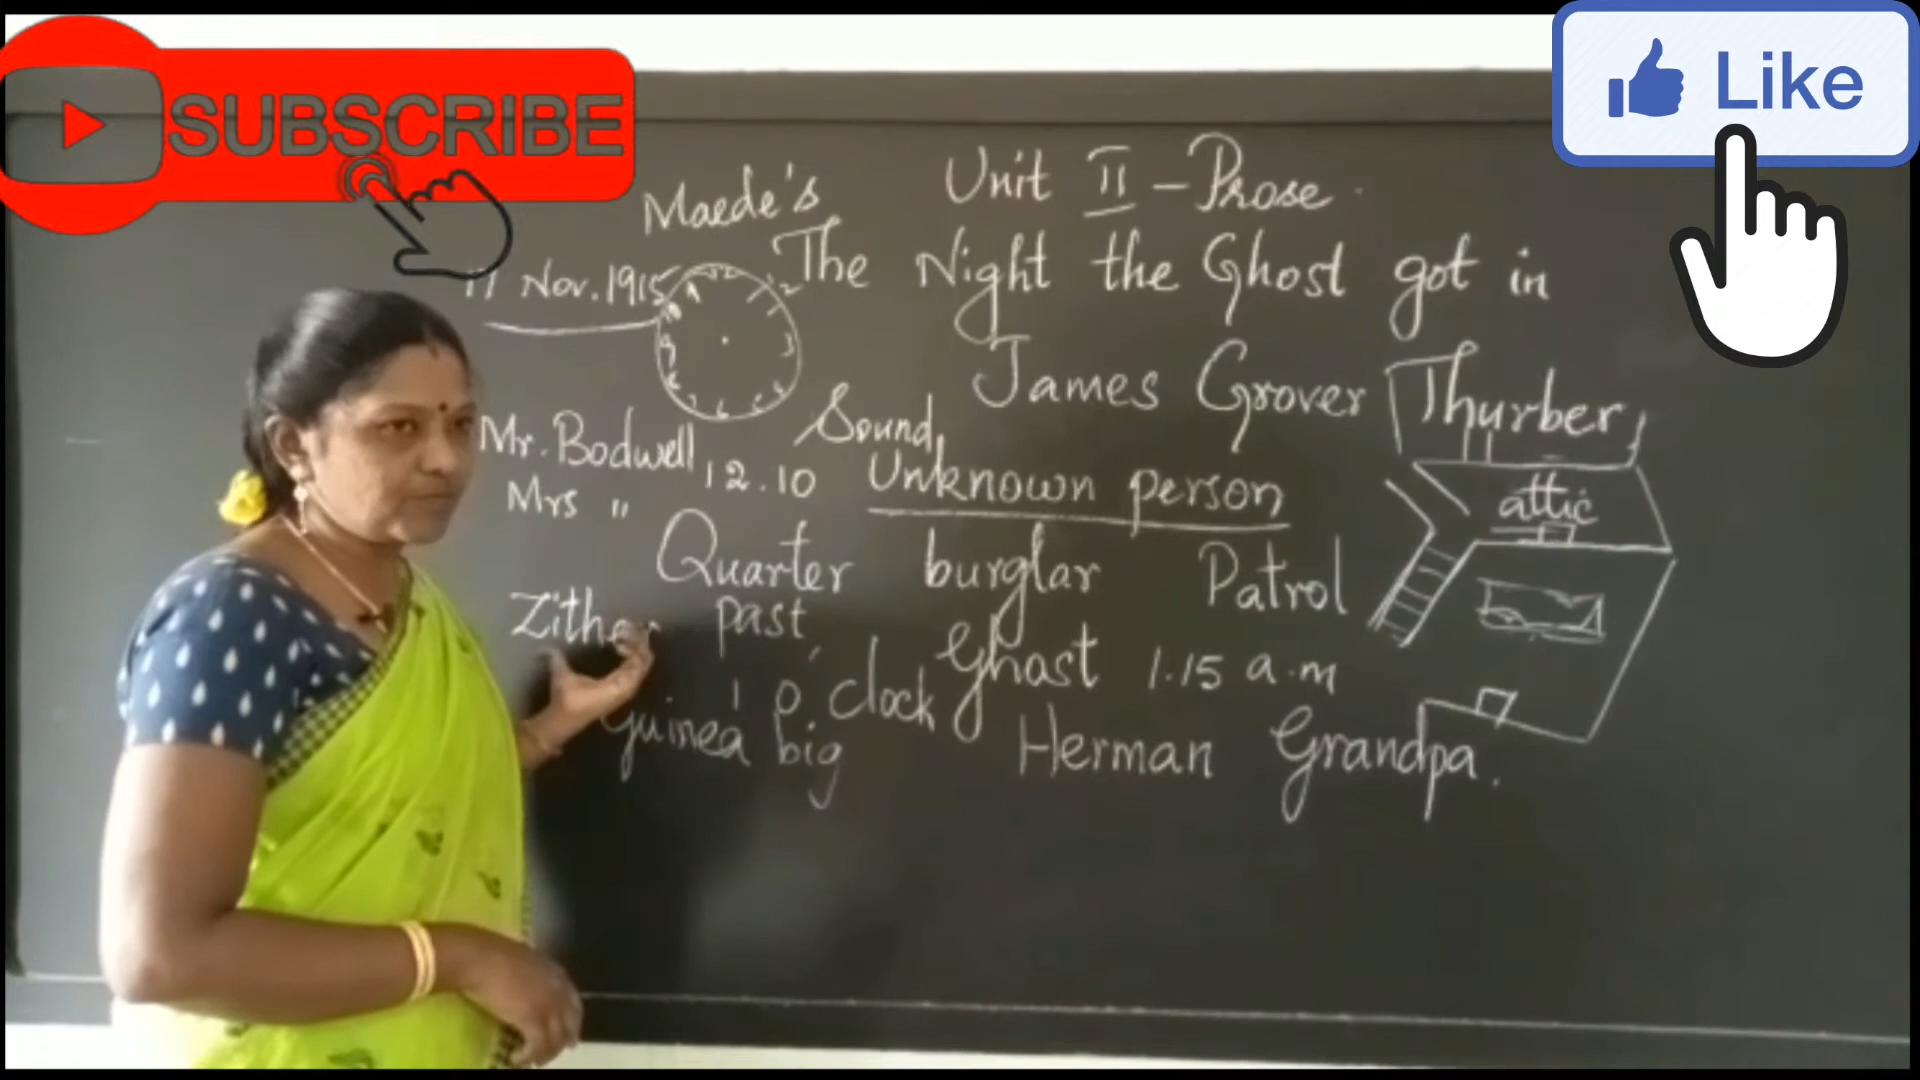 SUBSCRIBE
Like
Unit II - Prose
Maede's
The Night the Ghost got in
17 Nov. 1915
James Grover Thurber
Mr. Bodwell
Sound,
12.10
Unknown person
attic
Mrs "
Quarter burglar Patrol
Zither past
Ghost 1.15 a.m
1 o' clock
Guinea big
Herman Grandpa.